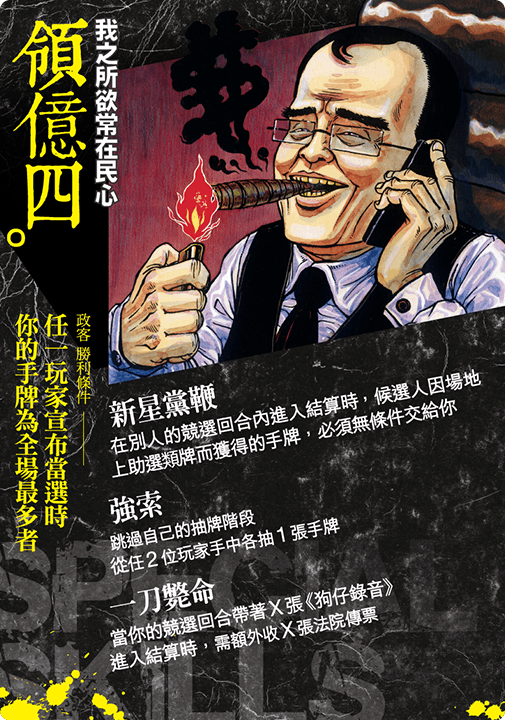 領億四。
我之所欲常在民心
政客 勝利條件
任一玩家宣布當選時
你的手牌為全場最多者
新星黨鞭
在別人的競選回合內進入結算時,候選人因場地
上助選類牌而獲得的手牌,必須無條件交給你
強索
跳過自己的抽牌階段
從任2位玩家手中各抽1張手牌
一刀斃命
當你的競選回合帶著X張《狗仔錄音》
進入結算時,需額外收X張法院傳票
SPECIAL
SKILLS